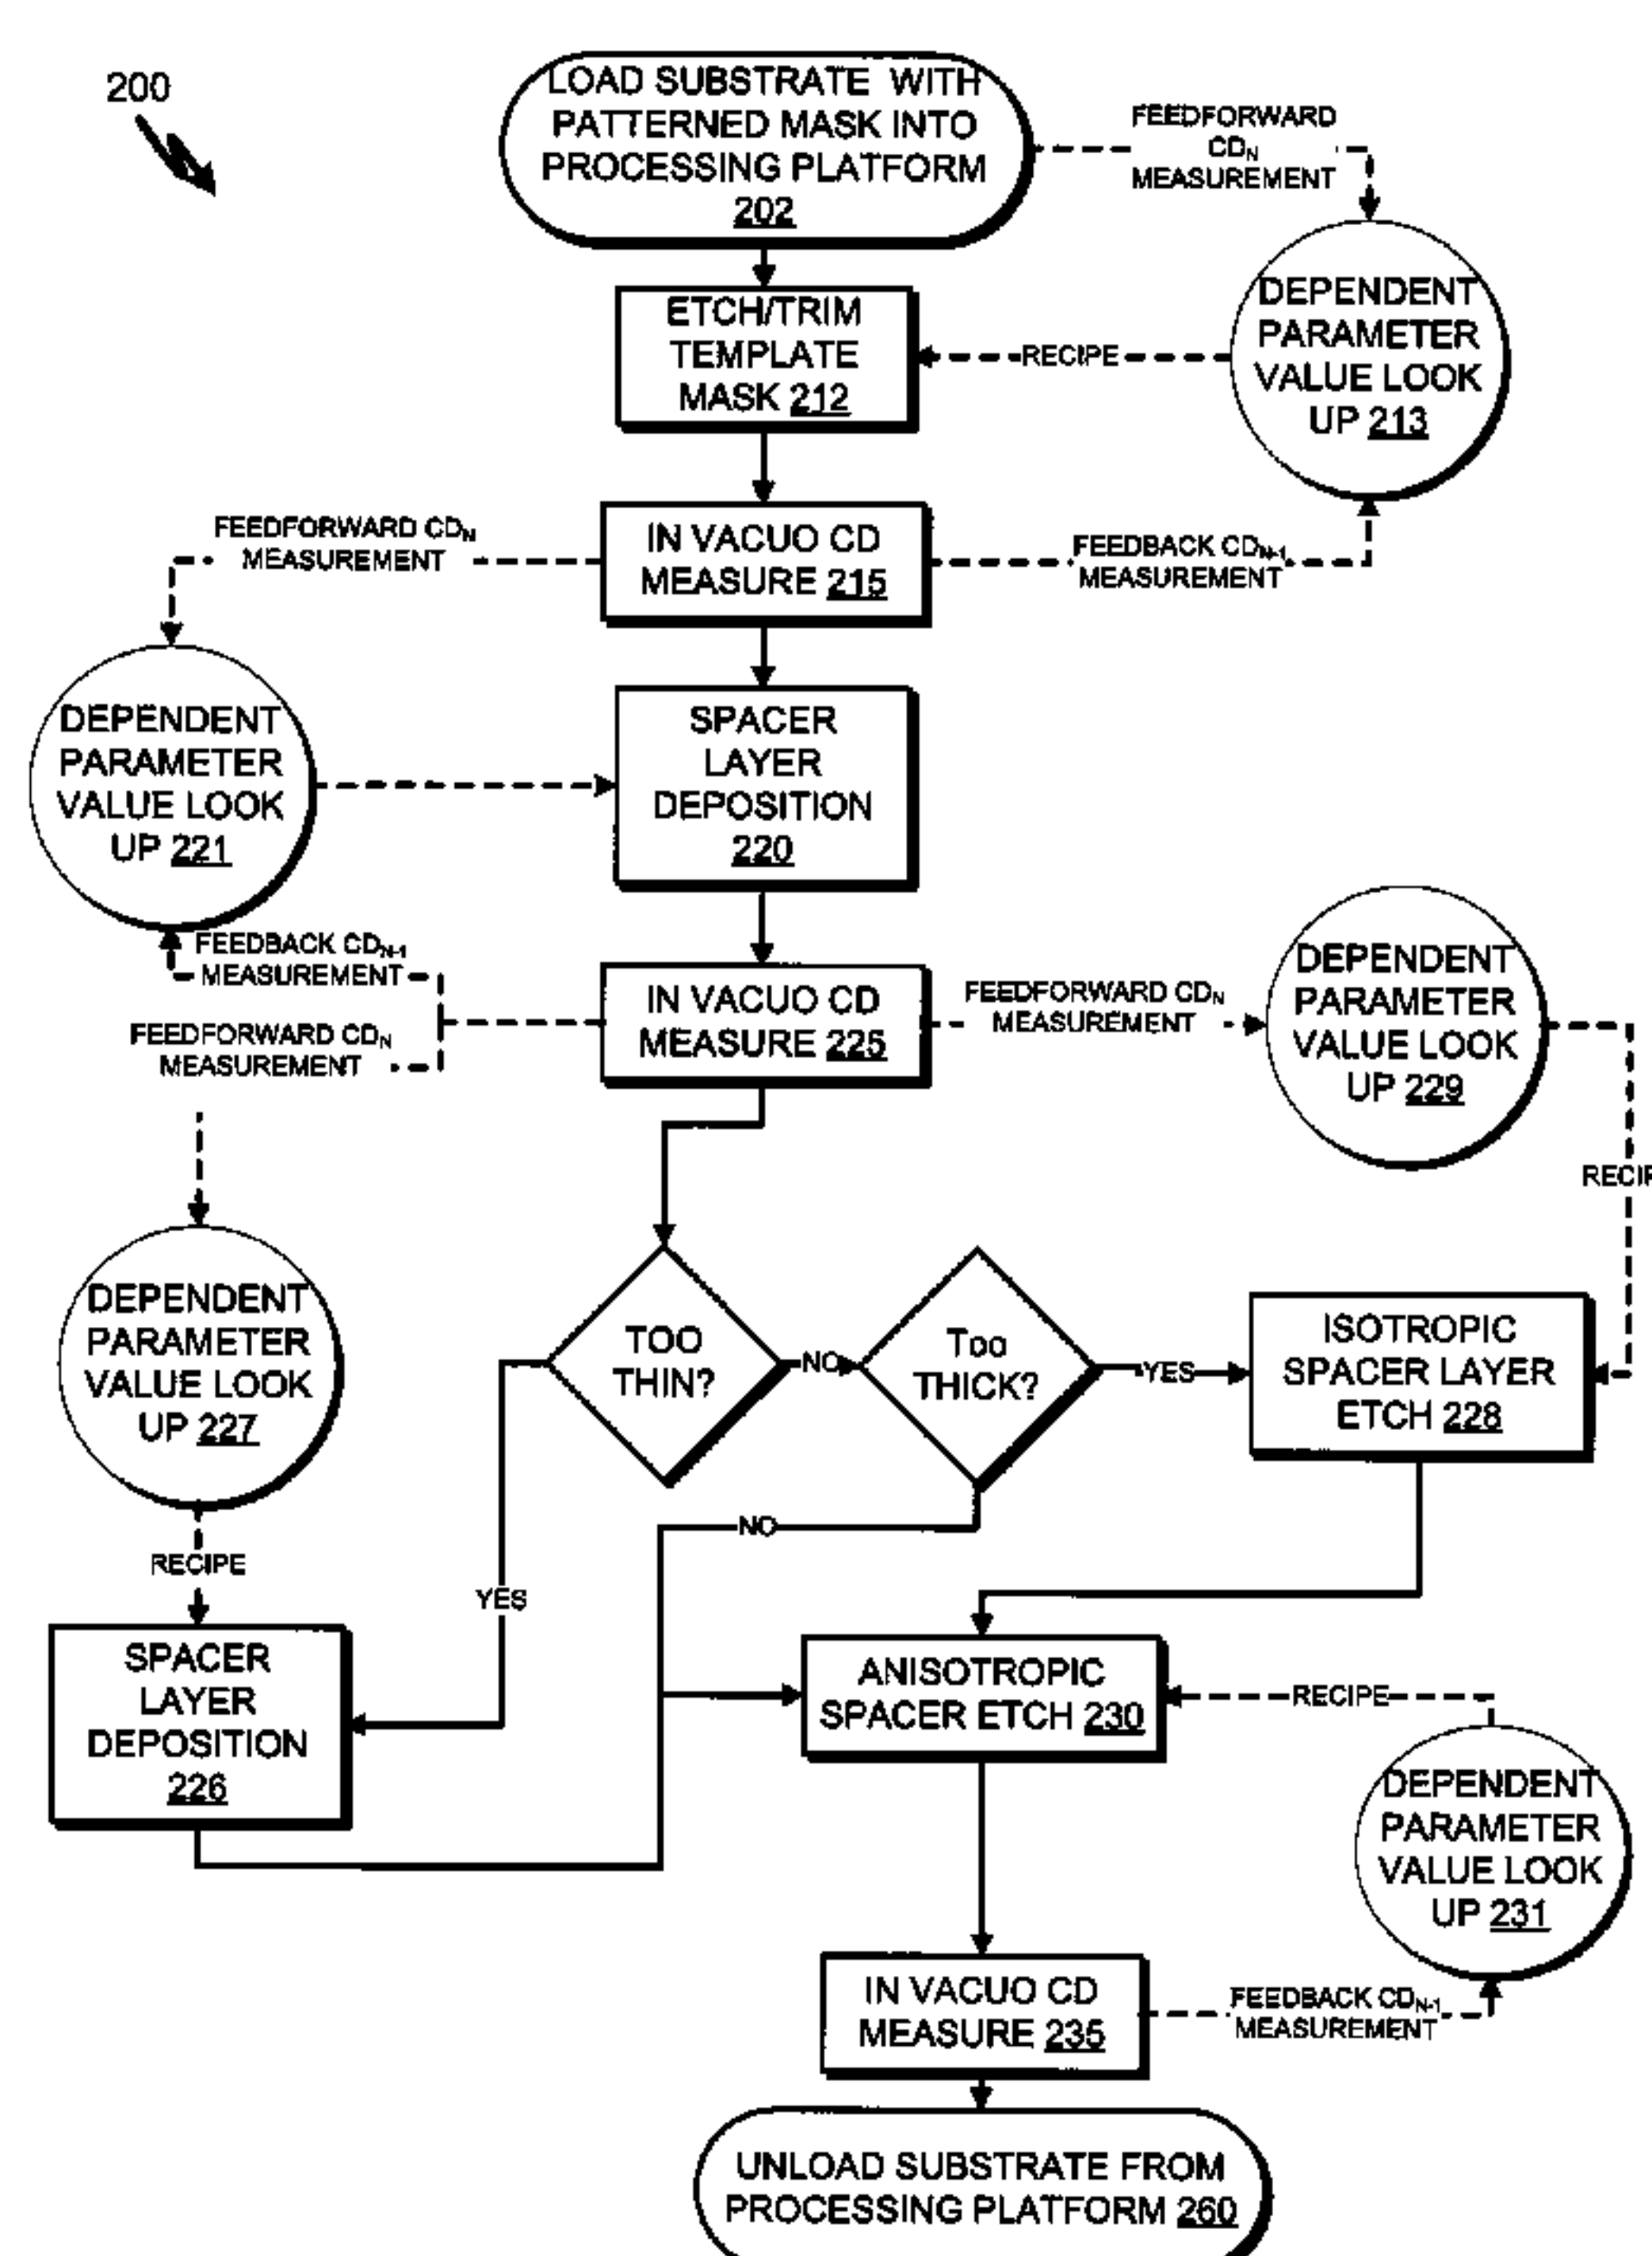 200
LOAD SUBSTRATE WITH
PATTERNED MASK INTO
PROCESSING PLATFORM
202
FEEDFORWARD
CDN
MEASUREMENT
DEPENDENT
PARAMETER
VALUE LOOK
UP 213
ETCH/TRIM
TEMPLATE
MASK 212
RECIPE
FEEDFORWARD CDN
MEASUREMENT
IN VACUO CD
MEASURE 215
FEEDBACK CDN-1
MEASUREMENT
DEPENDENT
PARAMETER
VALUE LOOK
UP 221
SPACER
LAYER
DEPOSITION
220
FEEDBACK CDN-1
MEASUREMENT
FEEDFORWARD CDN
MEASUREMENT
IN VACUO CD
MEASURE 225
FEEDFORWARD CDN
MEASUREMENT
DEPENDENT
PARAMETER
VALUE LOOK
UP 229
RECIP
DEPENDENT
PARAMETER
VALUE LOOK
UP 227
TOO
THIN?
NO
Too
THICK?
YES
ISOTROPIC
SPACER LAYER
ETCH 228
NO
RECIPE
YES
SPACER
LAYER
DEPOSITION
226
ANISOTROPIC
SPACER ETCH 230
RECIPE
DEPENDENT
PARAMETER
VALUE LOOK
UP 231
IN VACUO CD
MEASURE 235
FEEDBACK CDN-1
MEASUREMENT
UNLOAD SUBSTRATE FROM
PROCESSING PLATFORM 260